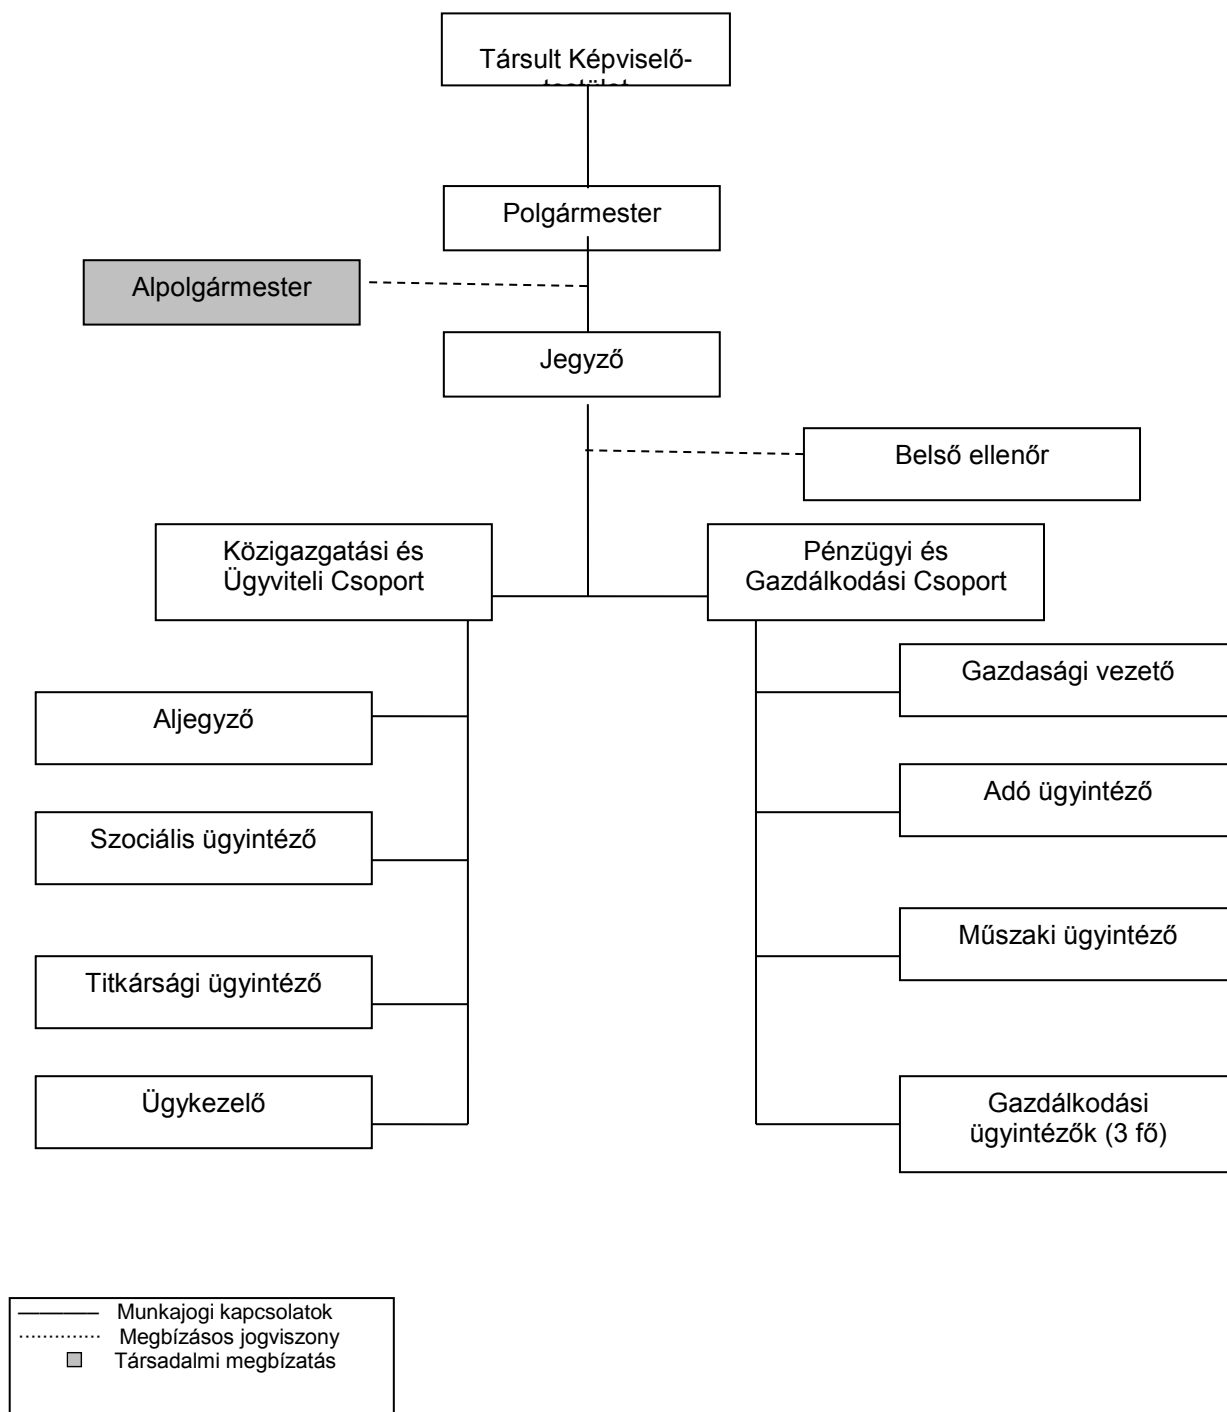 Társult Képviselő-
testület
Polgármester
Alpolgármester
Jegyző
Belső ellenőr
Közigazgatási és
Ügyviteli Csoport
Pénzügyi és
Gazdálkodási Csoport
Gazdasági vezető
Aljegyző
Adó ügyintéző
Szociális ügyintéző
Műszaki ügyintéző
Titkársági ügyintéző
Ügykezelő
Gazdálkodási
ügyintézők (3 fő)
Munkajogi kapcsolatok
Megbízásos jogviszony
Társadalmi megbízatás